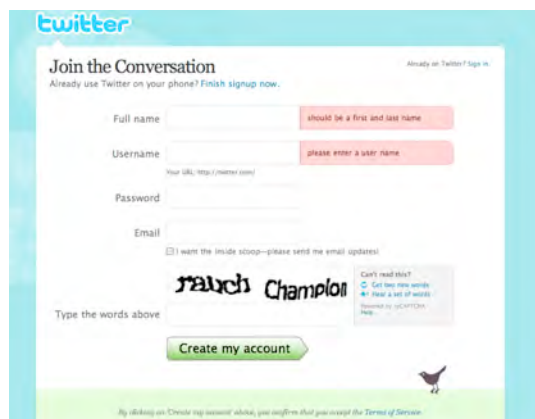 twitter
Join the Conversation
Already on Twitter? Sign in.
Already use Twitter on your phone? Finish signup now.
Full name
should be a first and last name
Username
please enter a user name
Your URL: http://twitter.com/
Password
Email
I want the inside scoop—please send me email updates!
rauch Champion
Can't read this?
Get two new words
Hear a set of words
Powered by reCAPTCHA
Help
Type the words above
Create my account
By clicking on 'Create my account' above, you confirm that you accept the Terms of Service.